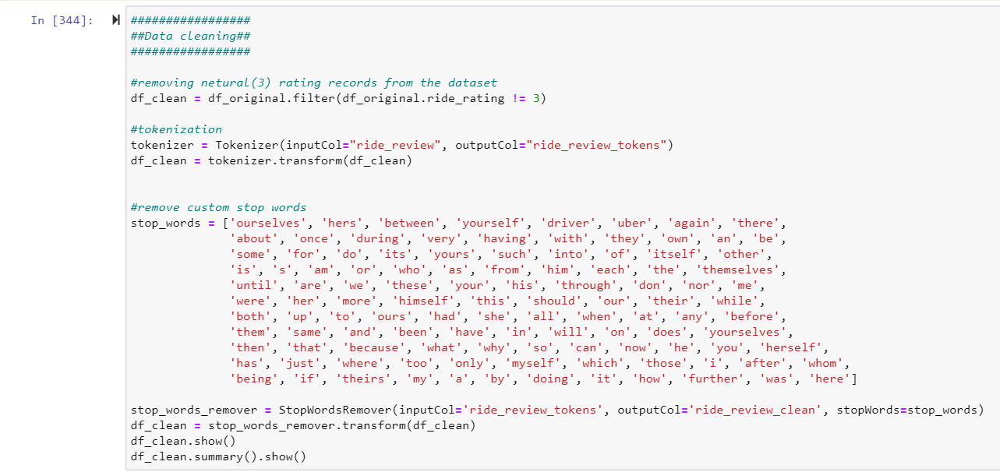 In [344]:
#################
##Data cleaning##
#################
#removing netural(3) rating records from the dataset
df_clean = df_original.filter(df_original.ride_rating != 3)
#tokenization
tokenizer = Tokenizer(inputCol="ride_review", outputCol="ride_review_tokens")
df_clean = tokenizer.transform(df_clean)
#remove custom stop words
stop_words = ['ourselves', 'hers', 'between', 'yourself', 'driver', 'uber', 'again', 'there',
'about', 'once', 'during', 'very', 'having', 'with', 'they', 'own', 'an', 'be',
'some', 'for', 'do', 'its', 'yours', 'such', 'into', 'of', 'itself', 'other',
'is', 's', 'am', 'or', 'who', 'as', 'from', 'him', 'each', 'the', 'themselves',
'until', 'are', 'we', 'these', 'your', 'his', 'through', 'don', 'nor', 'me',
'were', 'her', 'more', 'himself', 'this', 'should', 'our', 'their', 'while',
'both', 'up', 'to', 'ours', 'had', 'she', 'all', 'when', 'at', 'any', 'before',
'them', 'same', 'and', 'been', 'have', 'in', 'will', 'on', 'does', 'yourselves',
'then', 'that', 'because', 'what', 'why', 'so', 'can', 'now', 'he', 'you', 'herself',
'has', 'just', 'where', 'too', 'only', 'myself', 'which', 'those', 'i', 'after', 'whom',
'being', 'if', 'theirs', 'my', 'a', 'by', 'doing', 'it', 'how', 'further', 'was', 'here']
stop_words_remover = StopWordsRemover(inputCol='ride_review_tokens', outputCol='ride_review_clean', stopWords=stop_words)
df_clean = stop_words_remover.transform(df_clean)
df_clean.show()
df_clean.summary().show()